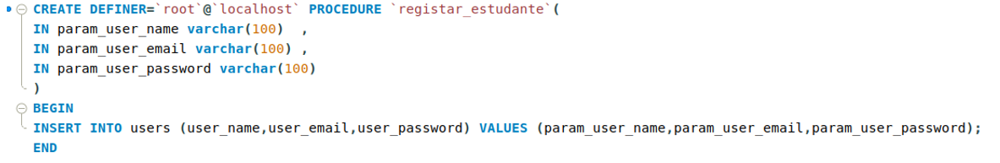 CREATE DEFINER=`root`@`localhost` PROCEDURE `registar_estudante`(
IN param_user_name varchar(100)  ,
IN param_user_email varchar(100) ,
IN param_user_password varchar(100)
)
BEGIN
INSERT INTO users (user_name,user_email,user_password) VALUES (param_user_name,param_user_email,param_user_password);
END